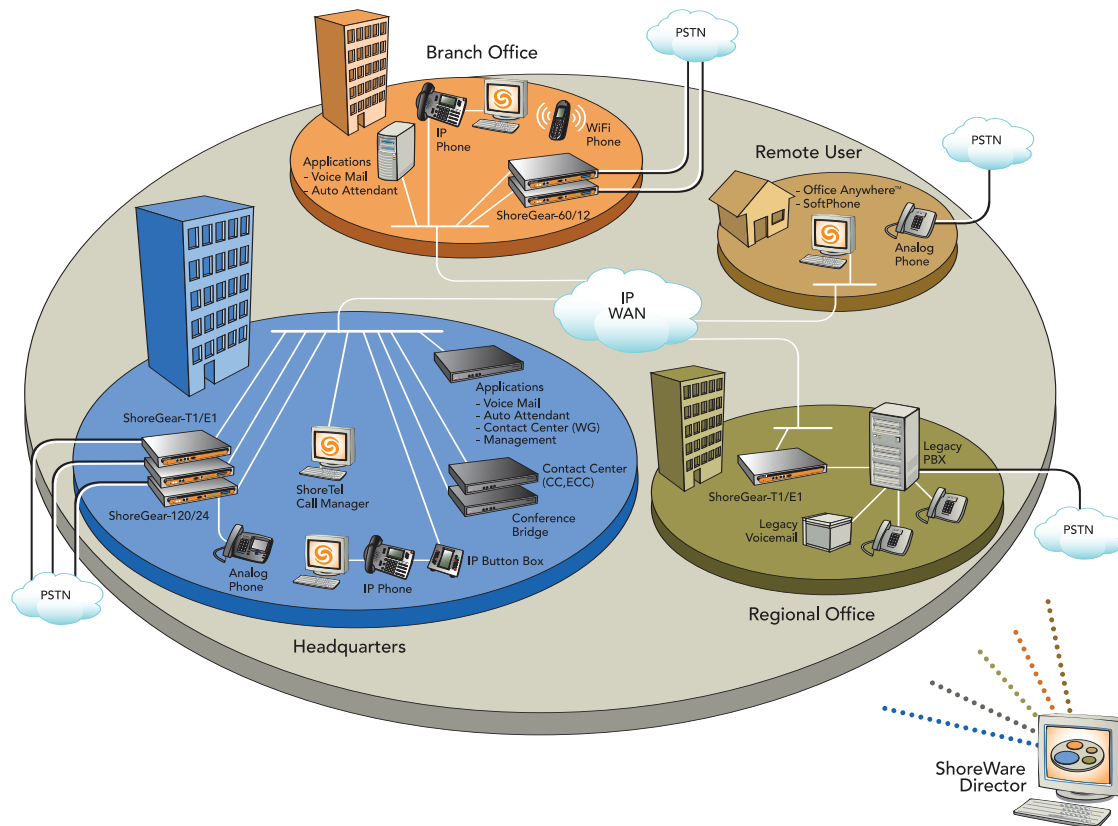 Branch Office
PSTN
IP
Phone
WiFi
Phone
Applications
- Voice Mail
- Auto Attendant
ShoreGear-60/12
Remote User
PSTN
- Office Anywhere™
- SoftPhone
Analog
Phone
IP
WAN
ShoreGear-T1/E1
ShoreGear-120/24
PSTN
Analog
Phone
ShoreTel
Call Manager
IP Phone
IP Button Box
Applications
- Voice Mail
- Auto Attendant
- Contact Center (WG)
- Management
Contact Center
(CC,ECC)
Conference
Bridge
Headquarters
Legacy
PBX
ShoreGear-T1/E1
Legacy
Voicemail
PSTN
Regional Office
ShoreWare
Director